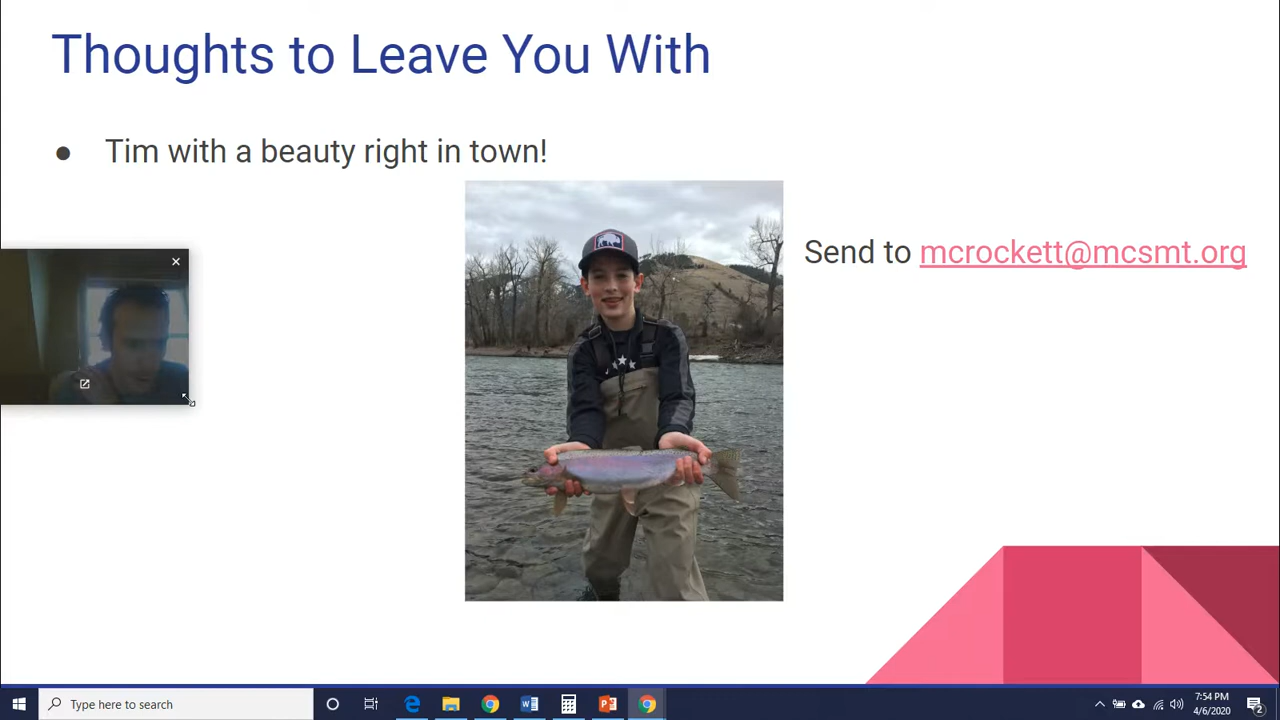 Thoughts to Leave You With
● Tim with a beauty right in town!
Send to mcrockett@mcsmt.org
Type here to search
7:54 PM
4/6/2020
2